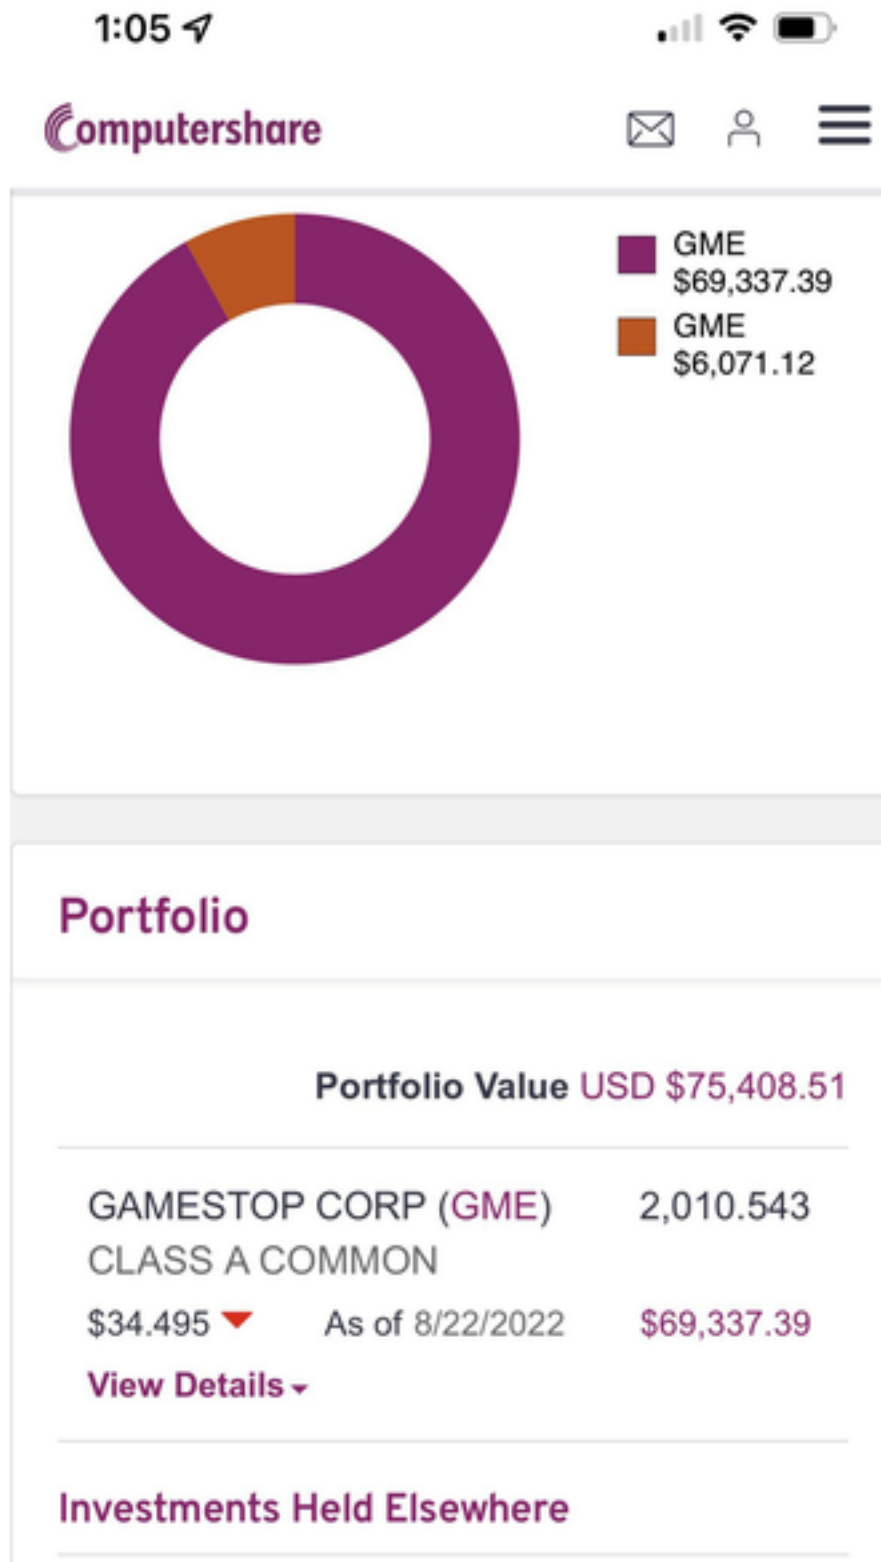 1:05
Computershare
GME
$69,337.39
GME
$6,071.12
Portfolio
Portfolio Value USD $75,408.51
GAMESTOP CORP (GME) 2,010.543
CLASS A COMMON
$34.495 As of 8/22/2022 $69,337.39
View Details
Investments Held Elsewhere